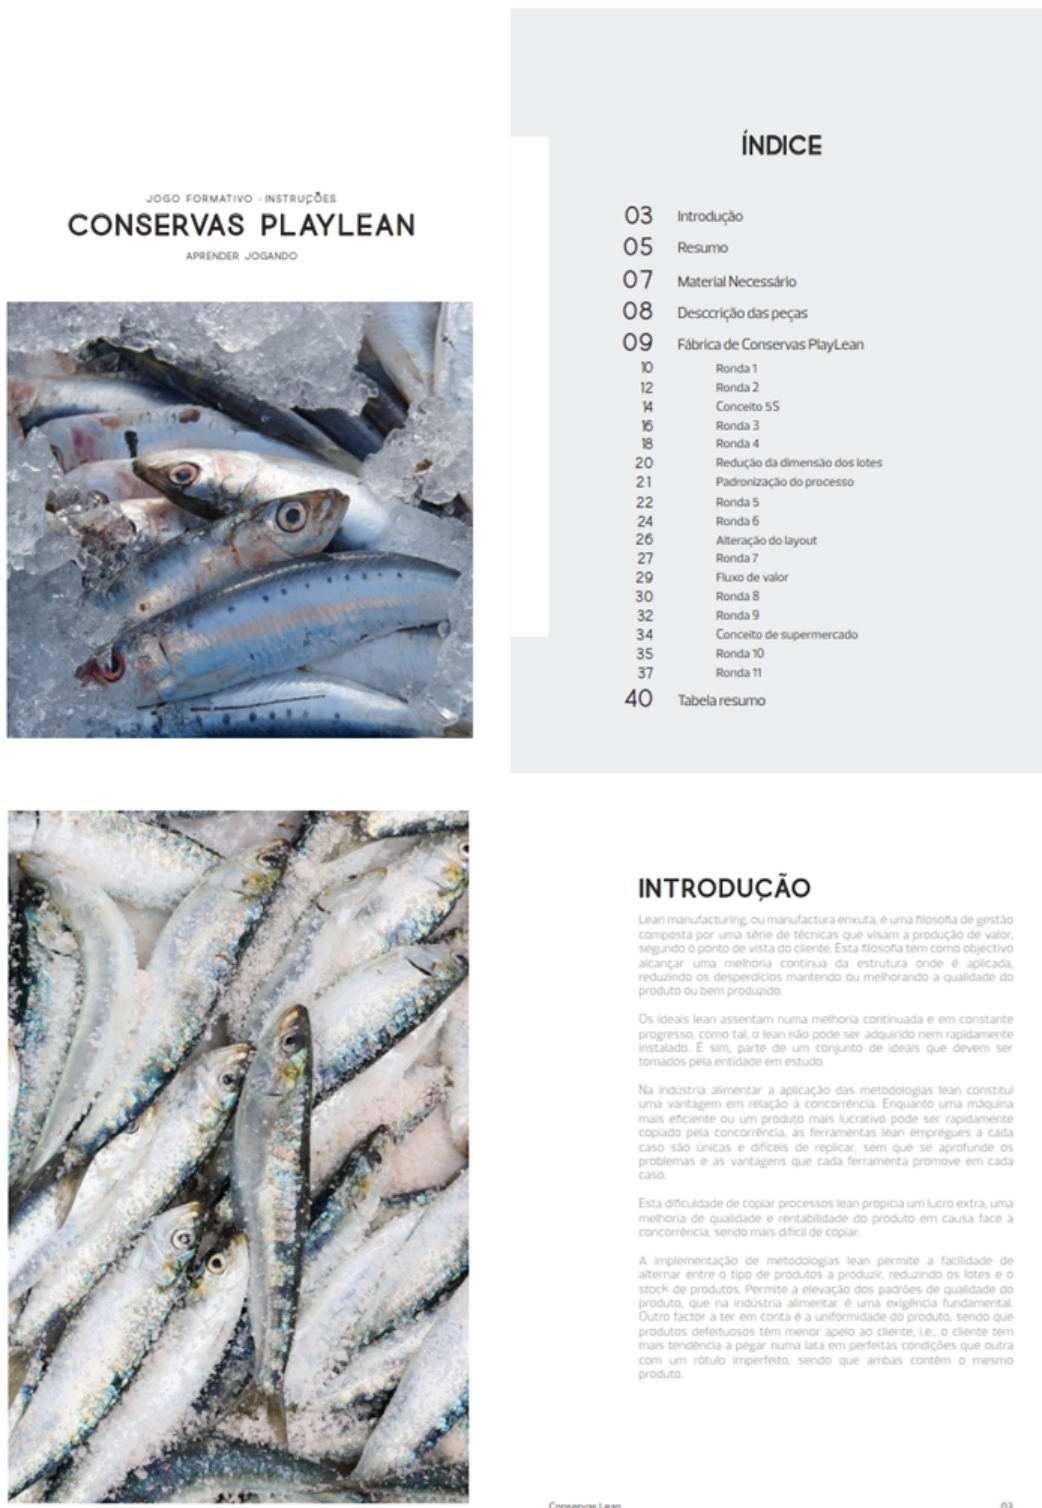 JOGO FORMATIVO - INSTRUÇÕES
CONSERVAS PLAYLEAN
APRENDER JOGANDO
ÍNDICE
03 Introdução
05 Resumo
07 Material Necessário
08 Desccrição das peças
09 Fábrica de Conservas PlayLean
10 Ronda 1
12 Ronda 2
14 Conceito 5S
16 Ronda 3
18 Ronda 4
20 Redução da dimensão dos lotes
21 Padronização do processo
22 Ronda 5
24 Ronda 6
26 Alteração do layout
27 Ronda 7
29 Fluxo de valor
30 Ronda 8
32 Ronda 9
34 Conceito de supermercado
35 Ronda 10
37 Ronda 11
40 Tabela resumo
INTRODUÇÃO
Lean manufacturing, ou manufactura enxuta, é uma filosofia de gestão
composta por uma série de técnicas que visam a produção de valor,
segundo o ponto de vista do cliente. Esta filosofia tem como objectivo
alcançar uma melhoria contínua da estrutura onde é aplicada,
reduzindo os desperdícios mantendo ou melhorando a qualidade do
produto ou bem produzido.
Os ideais lean assentam numa melhoria continuada e em constante
progresso, como tal, o lean não pode ser adquirido nem rapidamente
instalado. É sim, parte de um conjunto de ideais que devem ser
tomados pela entidade em estudo.
Na indústria alimentar a aplicação das metodologias lean constituí
uma vantagem em relação à concorrência. Enquanto uma máquina
mais eficiente ou um produto mais lucrativo pode ser rapidamente
copiado pela concorrência, as ferramentas lean empregues a cada
caso são únicas e difíceis de replicar, sem que se aprofunde os
problemas e as vantagens que cada ferramenta promove em cada
caso.
Esta dificuldade de copiar processos lean propicia um lucro extra, uma
melhoria de qualidade e rentabilidade do produto em causa face à
concorrência, sendo mais difícil de copiar.
A implementação de metodologias lean permite a facilidade de
alternar entre o tipo de produtos a produzir, reduzindo os lotes e o
stock de produtos. Permite a elevação dos padrões de qualidade do
produto, que na indústria alimentar é uma exigência fundamental.
Outro factor a ter em conta é a uniformidade do produto, sendo que
produtos defeituosos têm menor apelo ao cliente, i.e., o cliente tem
mais tendência a pegar numa lata em perfeitas condições que outra
com um rótulo imperfeito, sendo que ambas contêm o mesmo
produto.
Conservas Lean 03